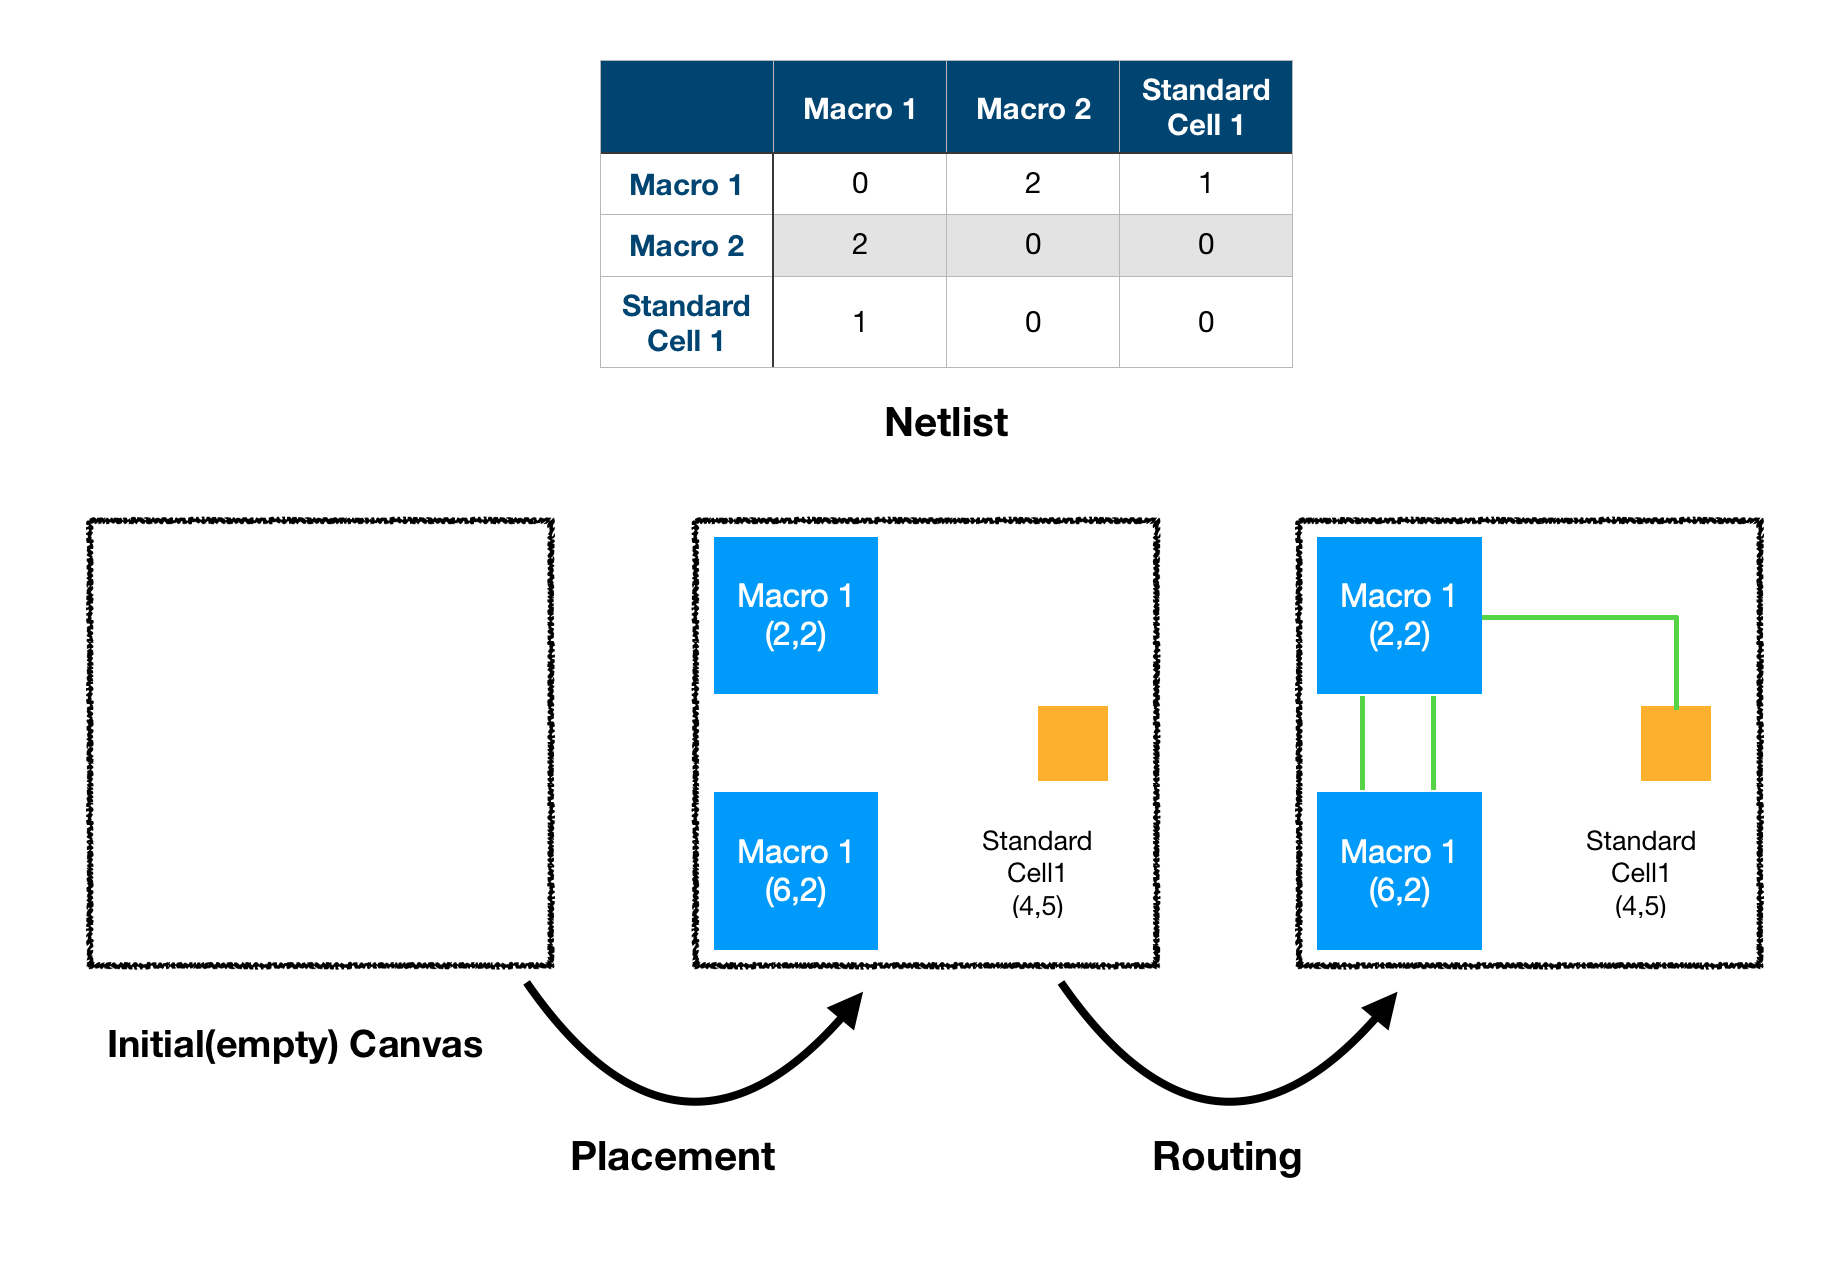 Macro 1 Macro 2 Standard
Cell 1
Macro 1 0 2 1
Macro 2 2 0 0
Standard
Cell 1 1 0 0
Netlist
Macro 1
(2,2)
Macro 1
(6,2)
Standard
Cell1
(4,5)
Macro 1
(2,2)
Macro 1
(6,2)
Standard
Cell1
(4,5)
Initial(empty) Canvas
Placement
Routing